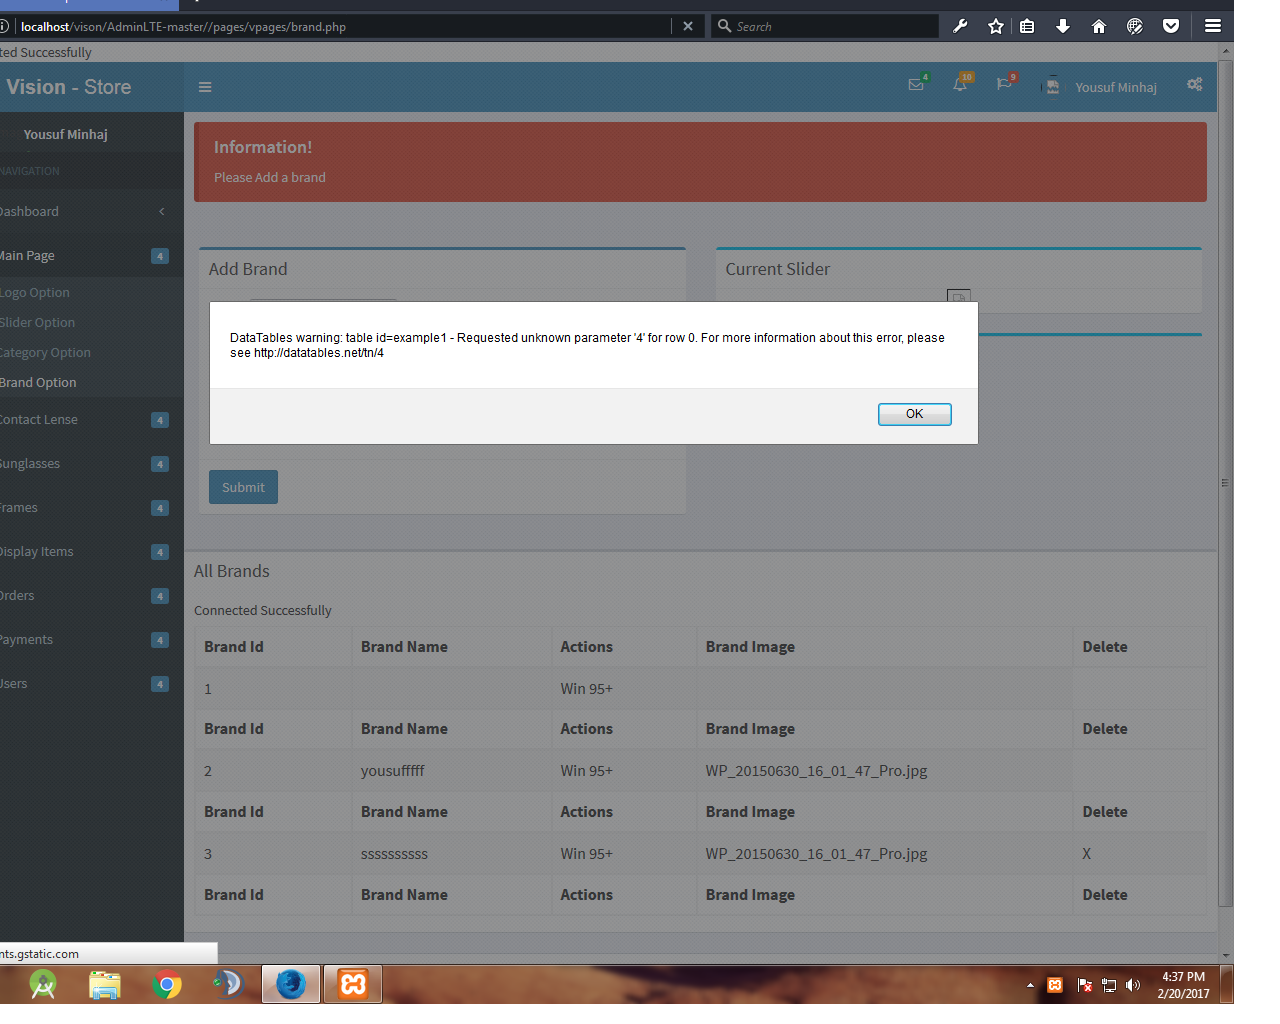 localhost/vison/AdminLTE-master//pages/vpages/brand.php
Search
ted Successfully
Vision - Store
4
10
9
Yousuf Minhaj
Yousuf Minhaj
NAVIGATION
Dashboard
Main Page 4
Logo Option
Slider Option
Category Option
Brand Option
Contact Lense 4
Sunglasses 4
Frames 4
Display Items 4
Orders 4
Payments 4
Users 4
Information!
Please Add a brand
Add Brand
Current Slider
DataTables warning: table id=example1 - Requested unknown parameter '4' for row 0. For more information about this error, please
see http://datatables.net/tn/4
OK
Submit
All Brands
Connected Successfully
Brand Id Brand Name Actions Brand Image Delete
1 Win 95+
Brand Id Brand Name Actions Brand Image Delete
2 yousufffff Win 95+ WP_20150630_16_01_47_Pro.jpg
Brand Id Brand Name Actions Brand Image Delete
3 ssssssssss Win 95+ WP_20150630_16_01_47_Pro.jpg X
Brand Id Brand Name Actions Brand Image Delete
nts.gstatic.com
4:37 PM
2/20/2017